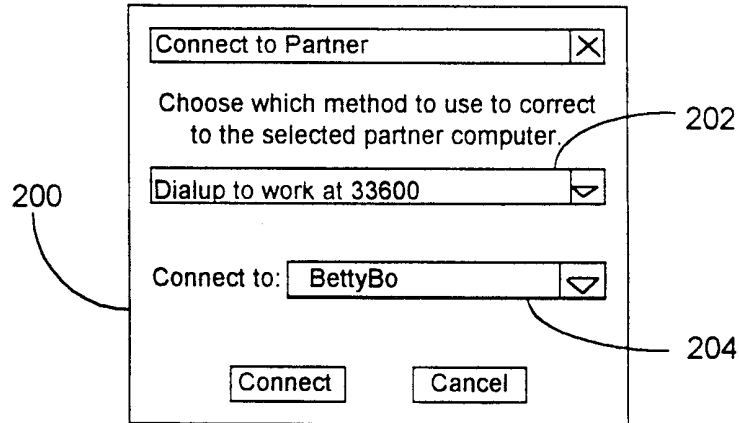 Connect to Partner
Choose which method to use to correct
to the selected partner computer.
202
Dialup to work at 33600
200
Connect to: BettyBo
204
Connect Cancel